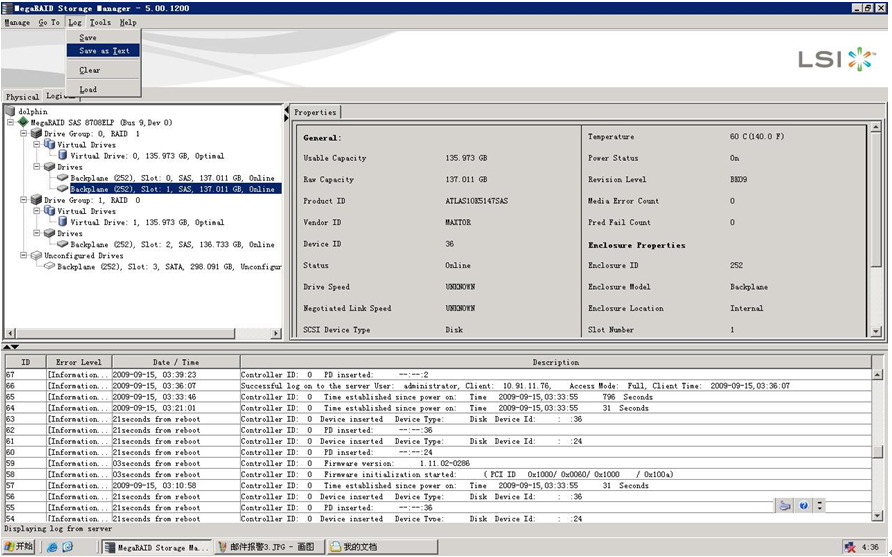 MegaRAID Storage Manager - 5.00.1200
Manage Go To Log Tools Help
Save
Save as Text
Clear
Load
LSI
Physical Logi
dolphin
MegaRAID SAS 8708ELP (Bus 9,Dev 0)
Drive Group: 0, RAID 1
Virtual Drives
Virtual Drive: 0, 135.973 GB, Optimal
Drives
Backplane (252), Slot: 0, SAS, 137.011 GB, Online
Backplane (252), Slot: 1, SAS, 137.011 GB, Online
Drive Group: 1, RAID 0
Virtual Drives
Virtual Drive: 1, 135.973 GB, Optimal
Drives
Backplane (252), Slot: 2, SAS, 136.733 GB, Online
Unconfigured Drives
Backplane (252), Slot: 3, SATA, 298.091 GB, Unconfigur
Properties
General:
Usable Capacity 135.973 GB
Raw Capacity 137.011 GB
Product ID ATLAS10K5147SAS
Vendor ID MAXTOR
Device ID 36
Status Online
Drive Speed UNKNOWN
Negotiated Link Speed UNKNOWN
SCSI Device Type Disk
Temperature 60 C(140.0 F)
Power Status On
Revision Level BK09
Media Error Count 0
Pred Fail Count 0
Enclosure Properties
Enclosure ID 252
Enclosure Model Backplane
Enclosure Location Internal
Slot Number 1
ID Error Level Date / Time Description
67 [Information... 2009-09-15, 03:39:23 Controller ID: 0 PD inserted: --:--:2
66 [Information... 2009-09-15, 03:36:07 Successful log on to the server User: administrator, Client: 10.91.11.76, Access Mode: Full, Client Time: 2009-09-15,03:36:07
65 [Information... 2009-09-15, 03:33:46 Controller ID: 0 Time established since power on: Time 2009-09-15,03:33:55 796 Seconds
64 [Information... 2009-09-15, 03:21:01 Controller ID: 0 Time established since power on: Time 2009-09-15,03:33:55 31 Seconds
63 [Information... 21seconds from reboot Controller ID: 0 Device inserted Device Type: Disk Device Id: : :36
62 [Information... 21seconds from reboot Controller ID: 0 PD inserted: --:--:36
61 [Information... 21seconds from reboot Controller ID: 0 Device inserted Device Type: Disk Device Id: : :24
60 [Information... 21seconds from reboot Controller ID: 0 PD inserted: --:--:24
59 [Information... 03seconds from reboot Controller ID: 0 Firmware version: 1.11.02-0286
58 [Information... 03seconds from reboot Controller ID: 0 Firmware initialization started: (PCI ID 0x1000/ 0x0060/ 0x1000 / 0x100a)
57 [Information... 2009-09-15, 03:10:58 Controller ID: 0 Time established since power on: Time 2009-09-15,03:33:55 31 Seconds
56 [Information... 21seconds from reboot Controller ID: 0 Device inserted Device Type: Disk Device Id: : :36
55 [Information... 21seconds from reboot Controller ID: 0 PD inserted: --:--:36
54 [Information... 21seconds from reboot Controller ID: 0 Device inserted Device Type: Disk Device Id: : :24
Displaying log from server
开始 MegaRAID Storage Ma... 邮件报警3.JPG - 画图 我的文档 4:36